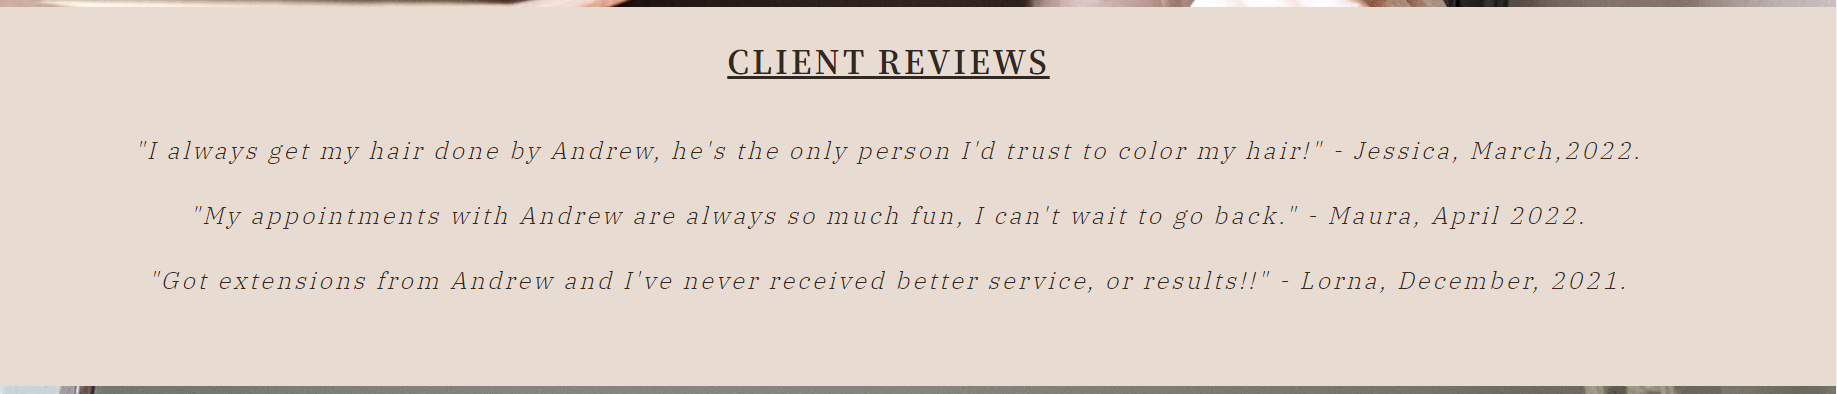 CLIENT REVIEWS
"I always get my hair done by Andrew, he's the only person I'd trust to color my hair!" - Jessica, March,2022.
"My appointments with Andrew are always so much fun, I can't wait to go back." - Maura, April 2022.
"Got extensions from Andrew and I've never received better service, or results!!" - Lorna, December, 2021.